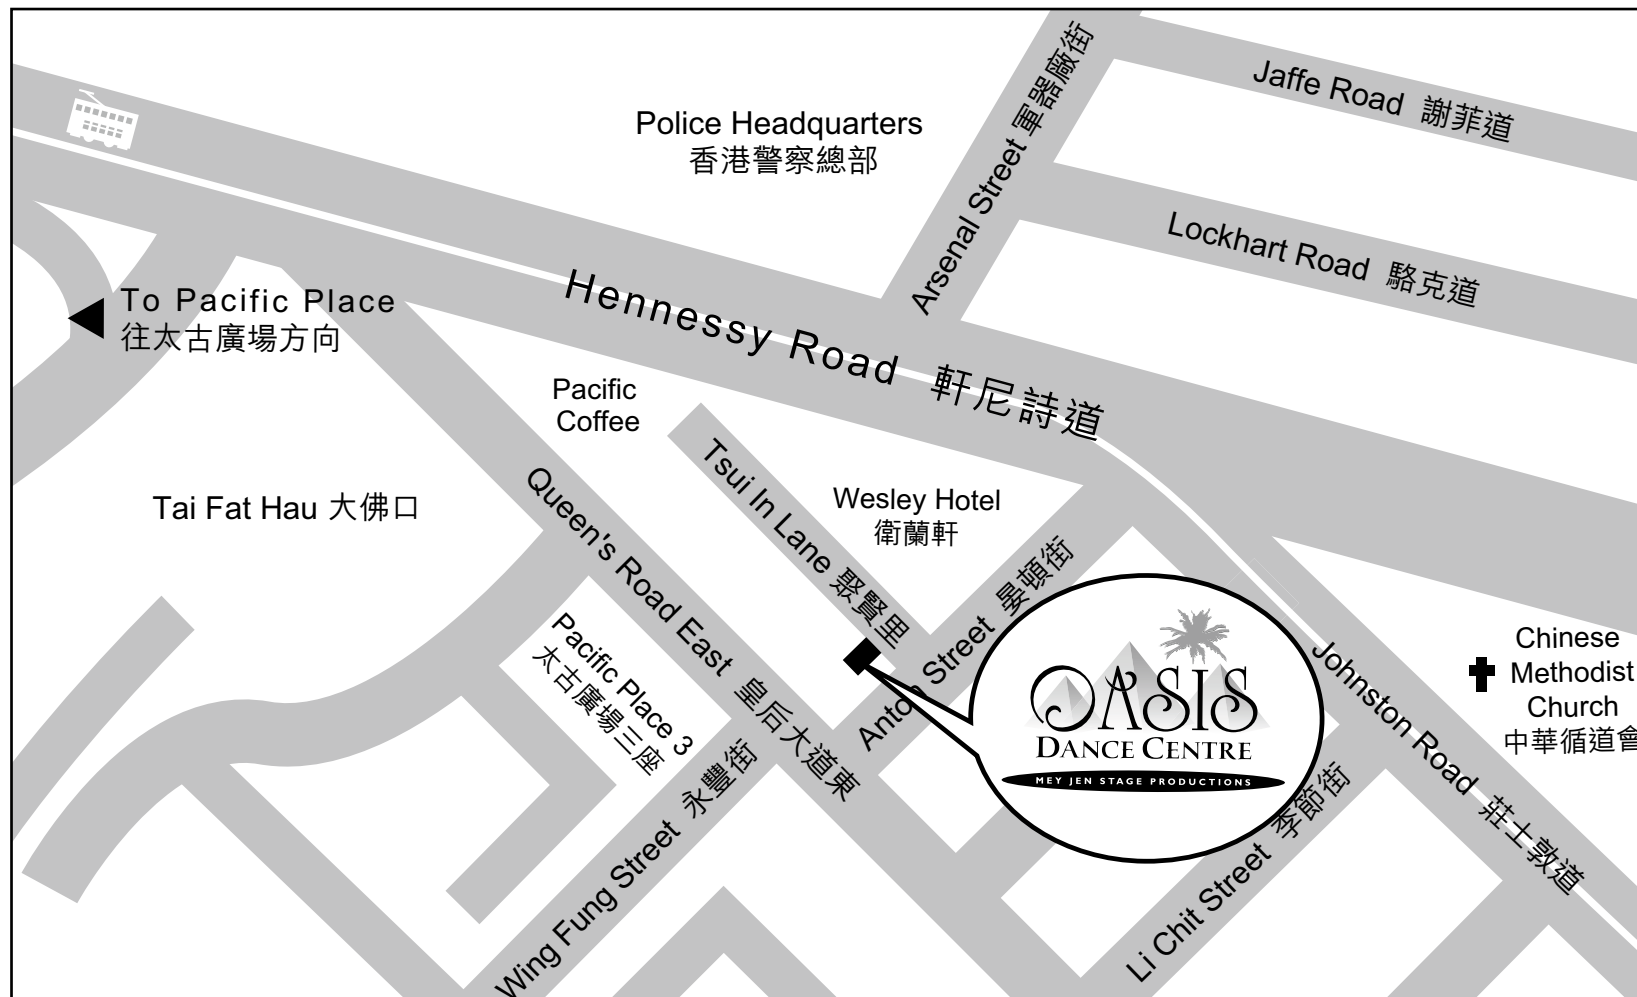 Jaffe Road 謝菲道
Police Headquarters
香港警察總部
Arsenal Street 軍器廠街
Lockhart Road 駱克道
To Pacific Place
往太古廣場方向
Hennessy Road 軒尼詩道
Pacific
Coffee
Tsui In Lane 聚賢里
Wesley Hotel
衛蘭軒
Tai Fat Hau 大佛口
Queen's Road East 皇后大道東
Anton Street 晏頓街
Pacific Place 3
太古廣場三座
OASIS
DANCE CENTRE
MEY JEN STAGE PRODUCTIONS
Johnston Road 莊士敦道
Chinese
Methodist
Church
中華循道會
Wing Fung Street 永豐街
Li Chit Street 李節街